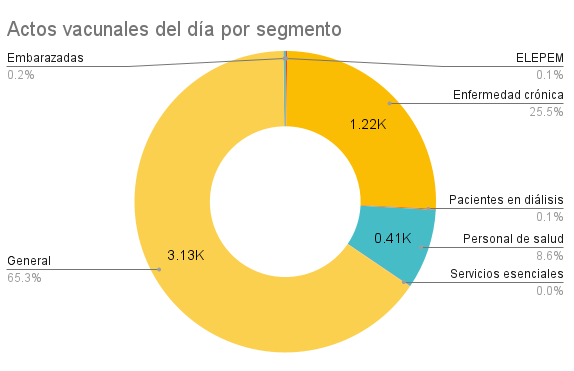 Actos vacunales del día por segmento
Embarazadas
0.2%
ELEPEM
0.1%
Enfermedad crónica
25.5%
1.22K
Pacientes en diálisis
0.1%
Personal de salud
8.6%
0.41K
Servicios esenciales
0.0%
General
65.3%
3.13K